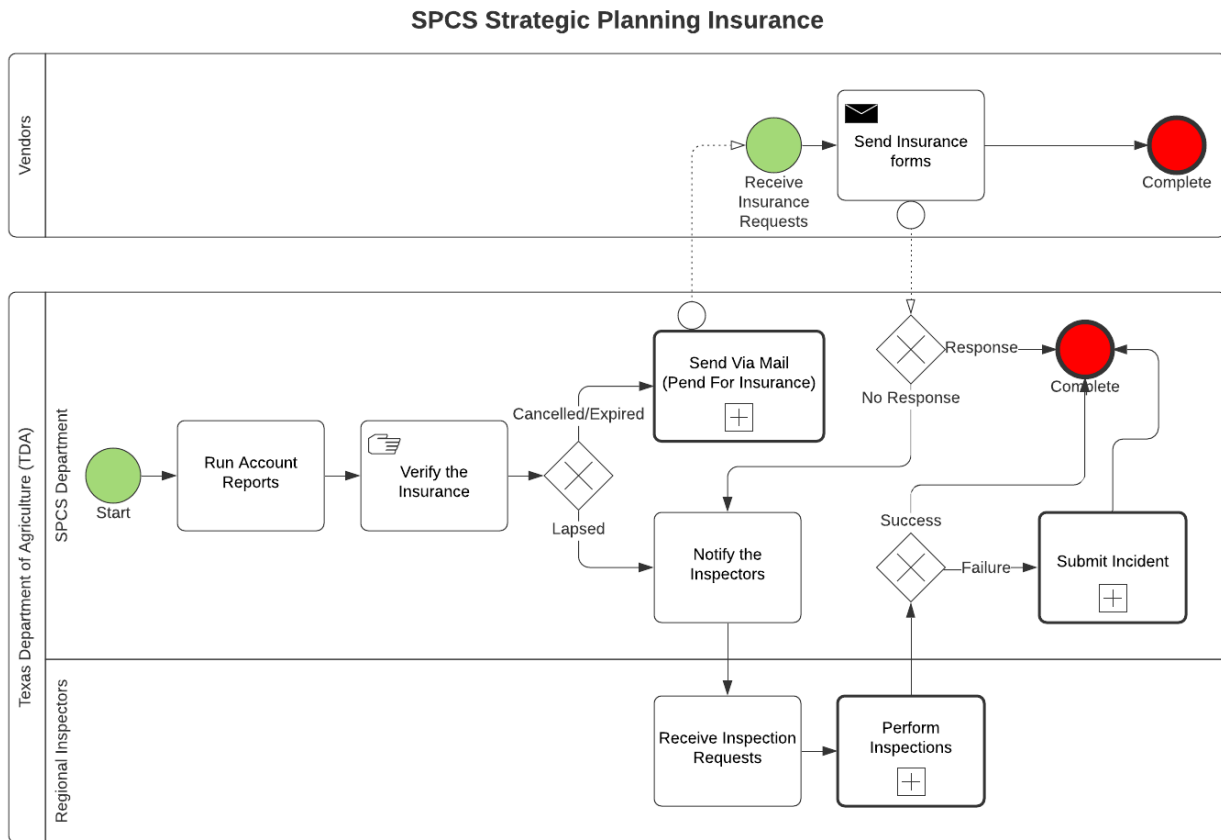 SPCS Strategic Planning Insurance
Vendors
Receive
Insurance
Requests
Send Insurance
forms
Complete
Texas Department of Agriculture (TDA)
SPCS Department
Start
Run Account
Reports
Verify the
Insurance
Cancelled/Expired
Lapsed
Send Via Mail
(Pend For Insurance)
Response
No Response
Complete
Notify the
Inspectors
Success
Failure
Submit Incident
Regional Inspectors
Receive Inspection
Requests
Perform
Inspections